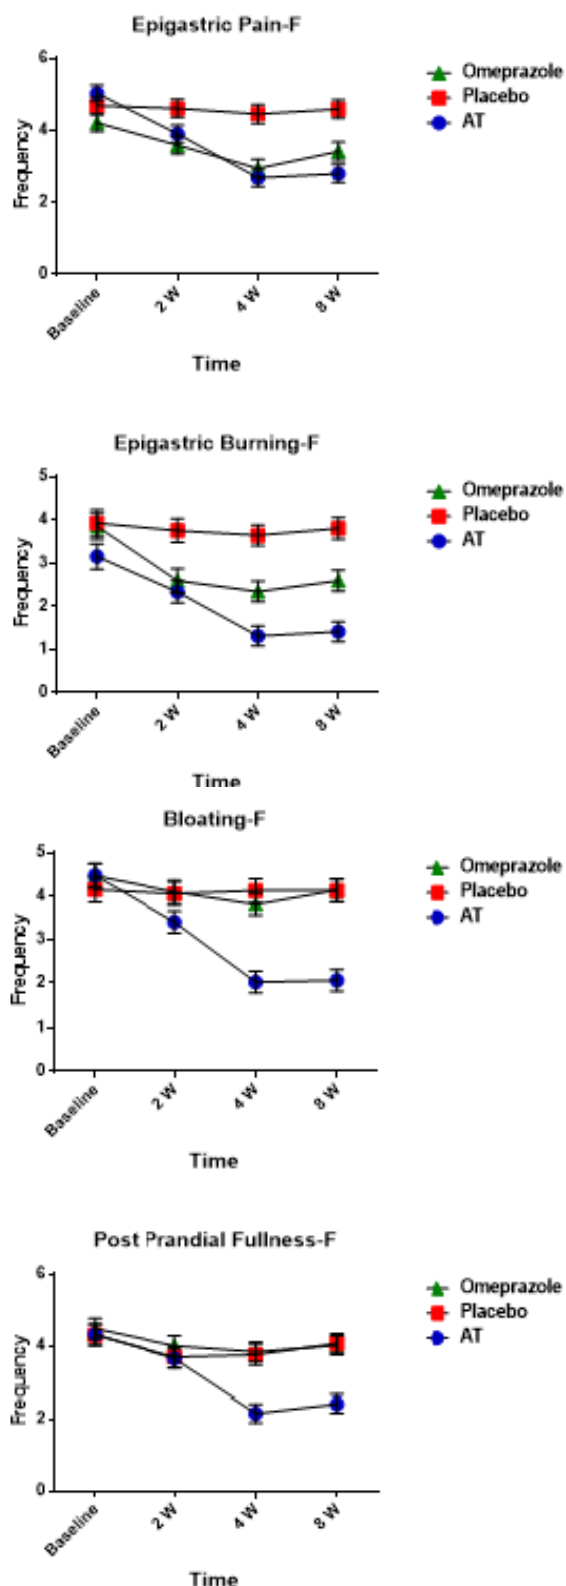 Epigastric Pain-F
6
4
2
0
Frequency
Baseline
2 W
4 W
8 W
Time
Omeprazole
Placebo
AT
Epigastric Burning-F
5
4
3
2
1
0
Frequency
Baseline
2 W
4 W
8 W
Time
Omeprazole
Placebo
AT
Bloating-F
5
4
3
2
1
0
Frequency
Baseline
2 W
4 W
8 W
Time
Omeprazole
Placebo
AT
Post Prandial Fullness-F
6
4
2
0
Frequency
Baseline
2 W
4 W
8 W
Time
Omeprazole
Placebo
AT